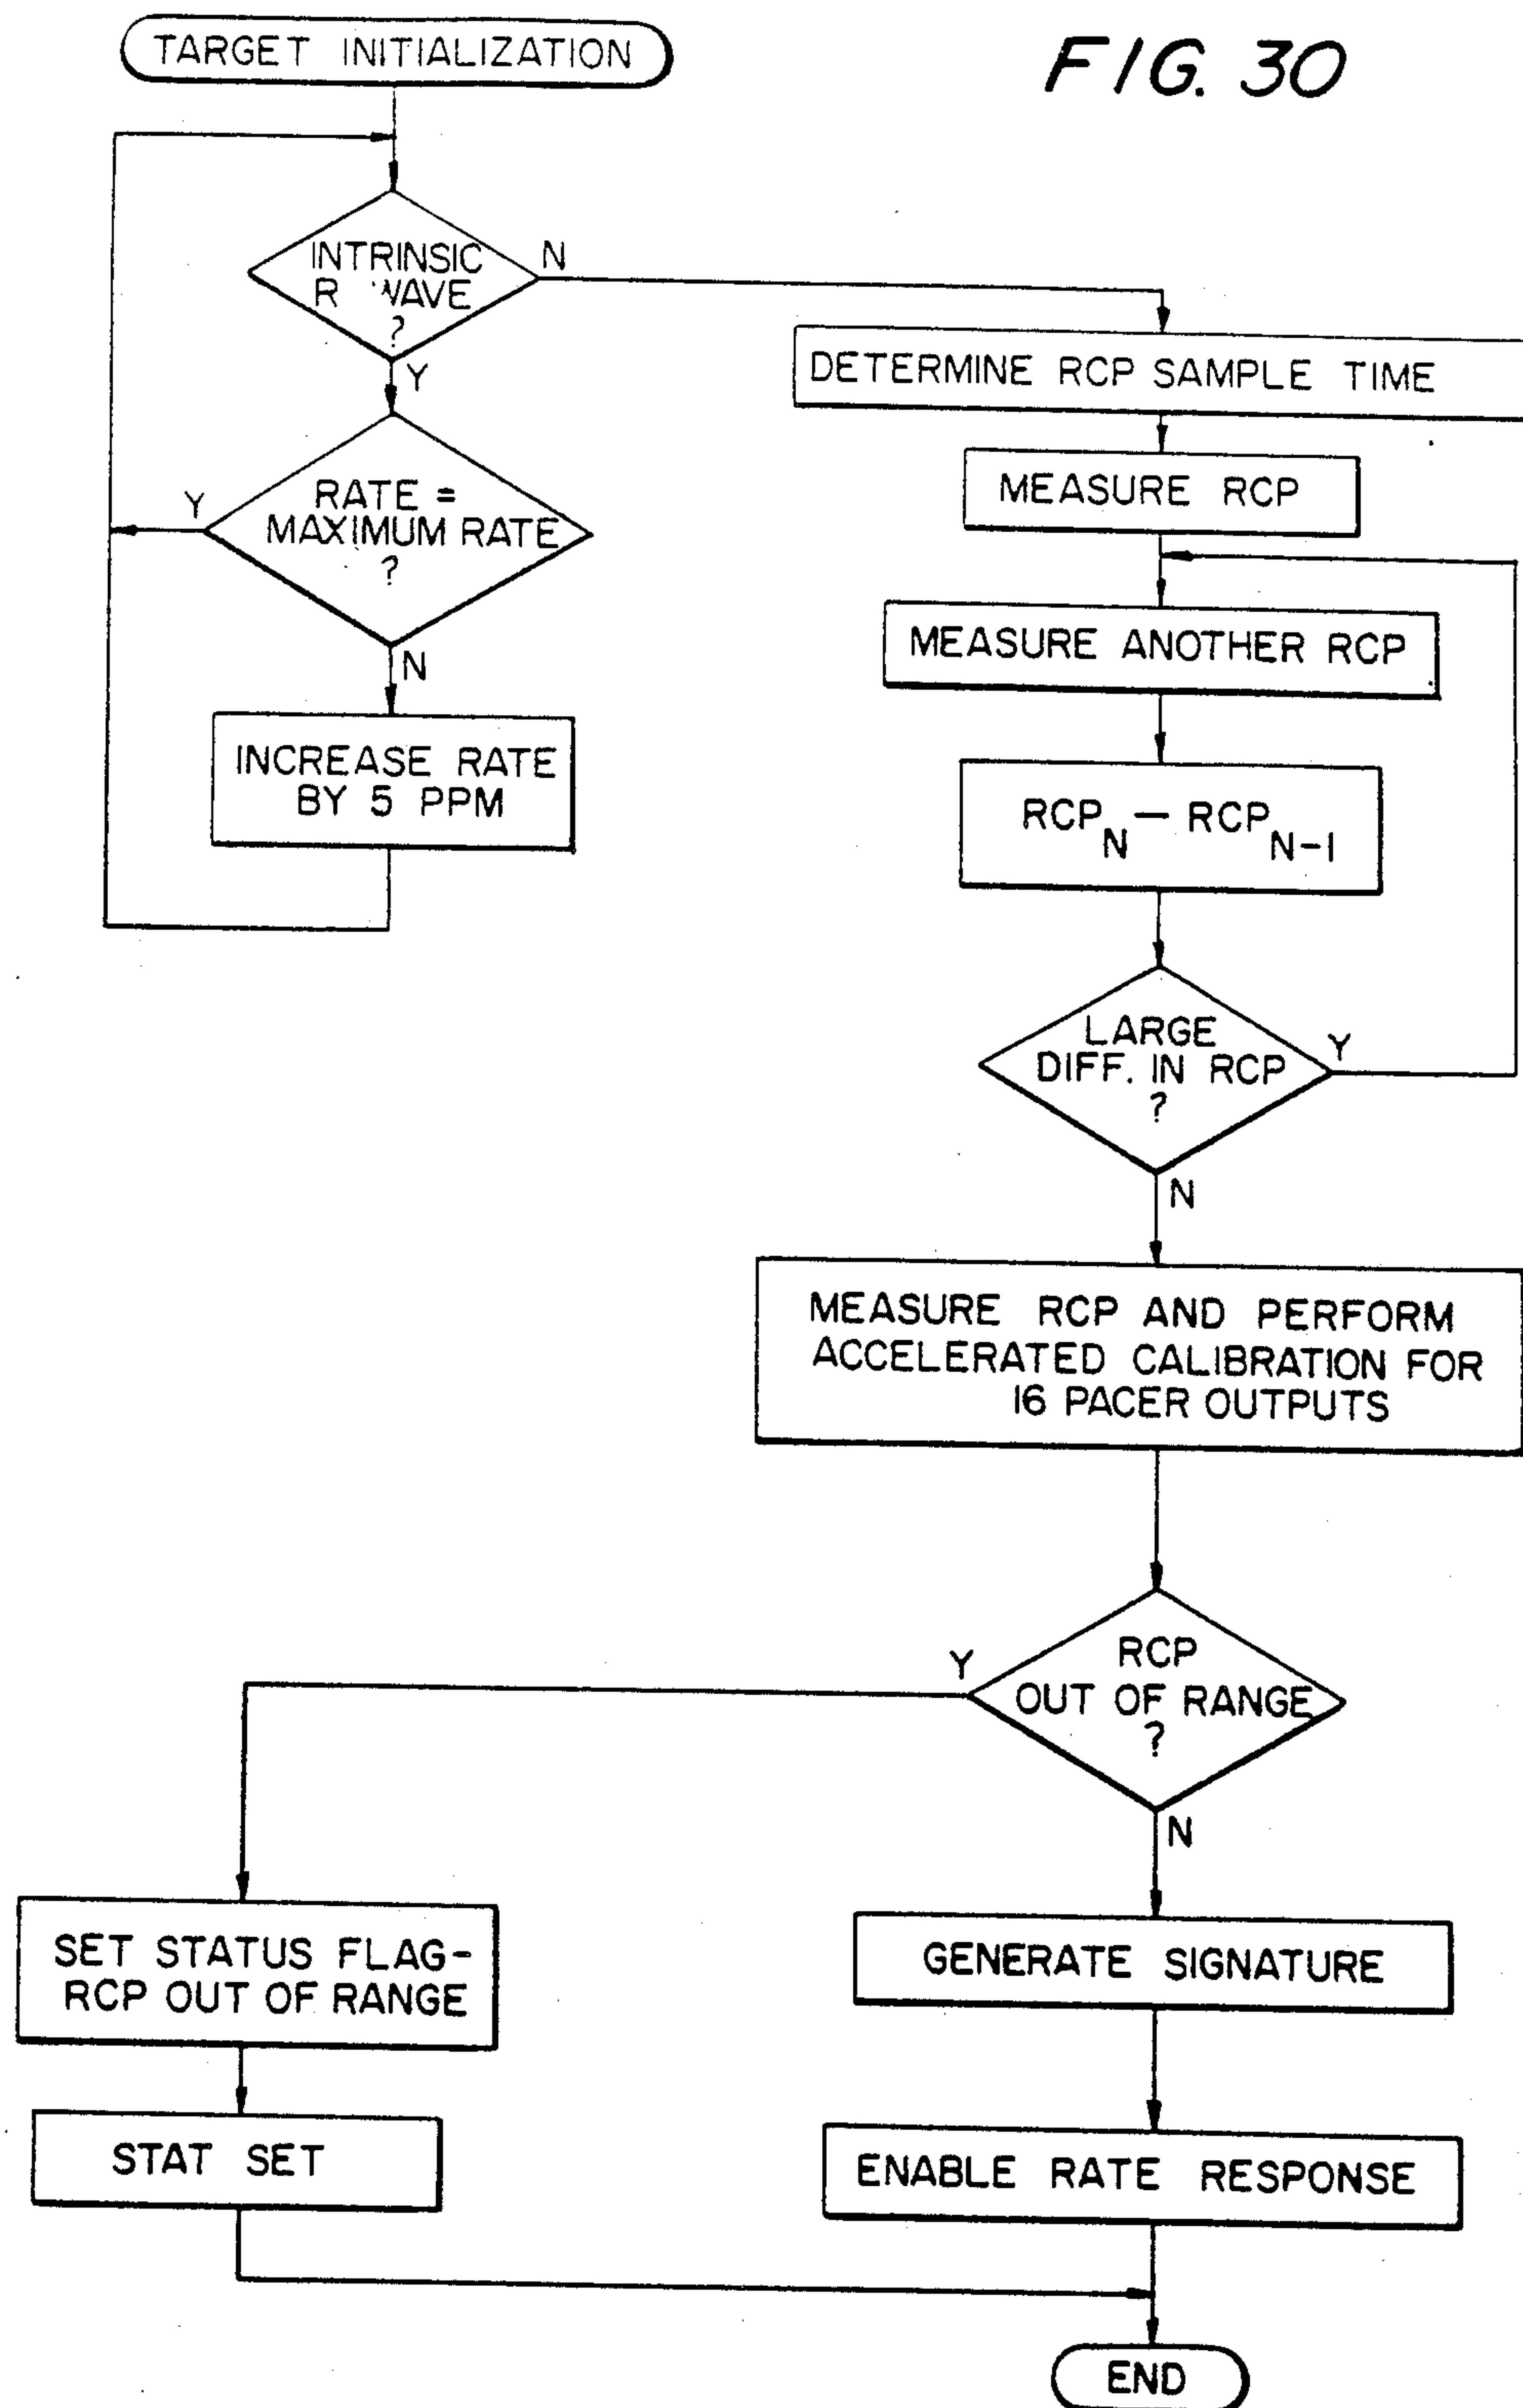 TARGET INITIALIZATION
FIG. 30
INTRINSIC
R WAVE
?
N
Y
RATE =
MAXIMUM RATE
?
Y
N
INCREASE RATE
BY 5 PPM
DETERMINE RCP SAMPLE TIME
MEASURE RCP
MEASURE ANOTHER RCP
RCP_N — RCP_N-1
LARGE
DIFF. IN RCP
?
Y
N
MEASURE RCP AND PERFORM
ACCELERATED CALIBRATION FOR
16 PACER OUTPUTS
RCP
OUT OF RANGE
?
Y
N
SET STATUS FLAG-
RCP OUT OF RANGE
STAT SET
GENERATE SIGNATURE
ENABLE RATE RESPONSE
END